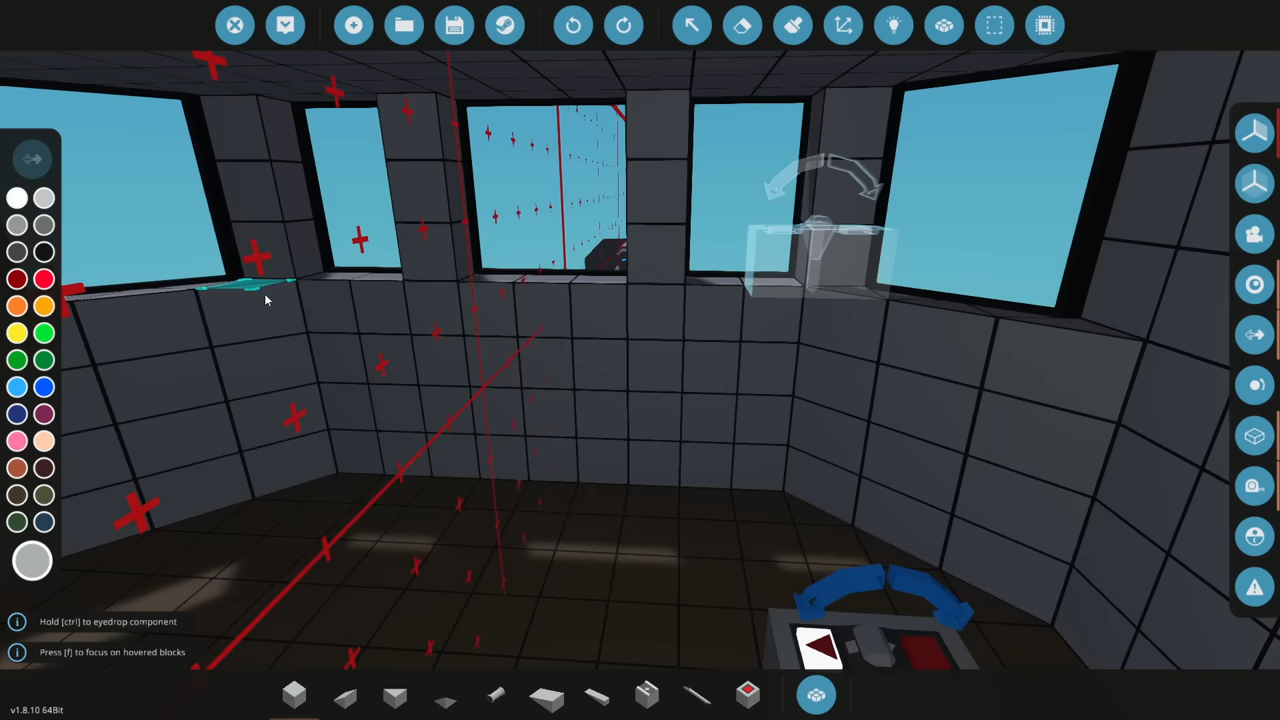 Hold [ctrl] to eyedrop component
Press [f] to focus on hovered blocks
v1.8.10 64Bit